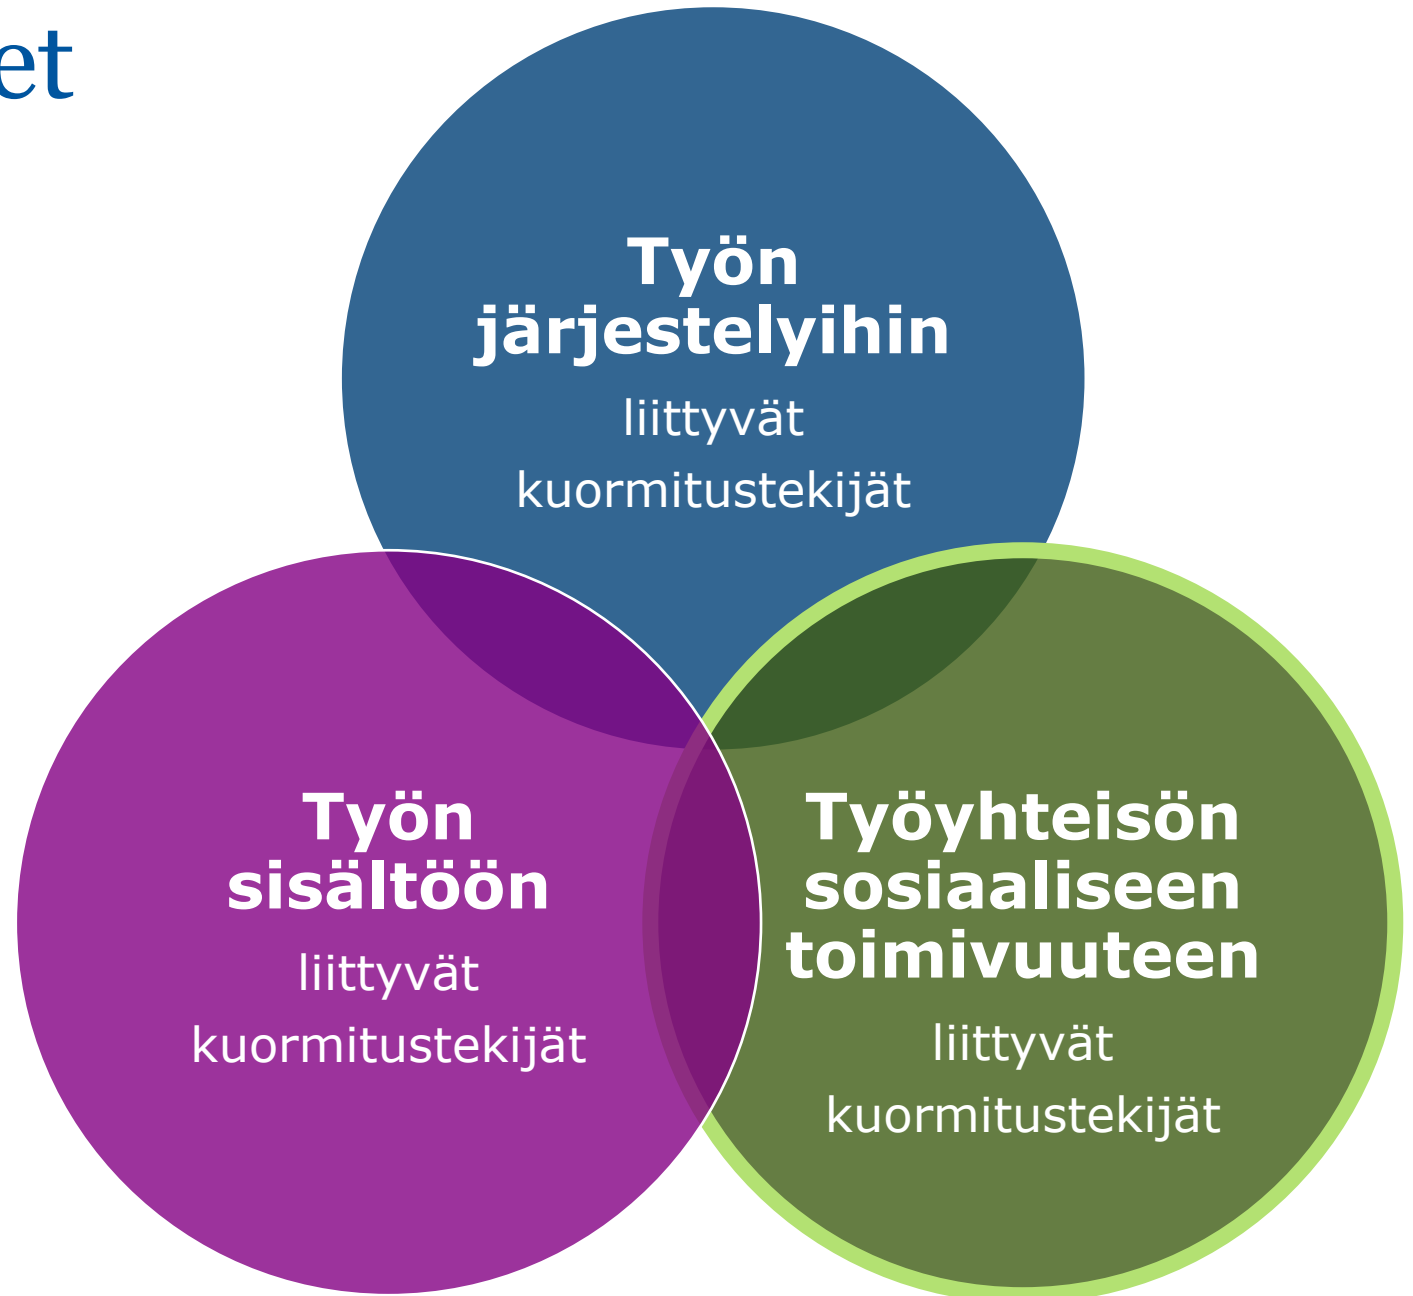 et
Työn
järjestelyihin
liittyvät
kuormitustekijät
Työn
sisältöön
liittyvät
kuormitustekijät
Työyhteisön
sosiaaliseen
toimivuuteen
liittyvät
kuormitustekijät